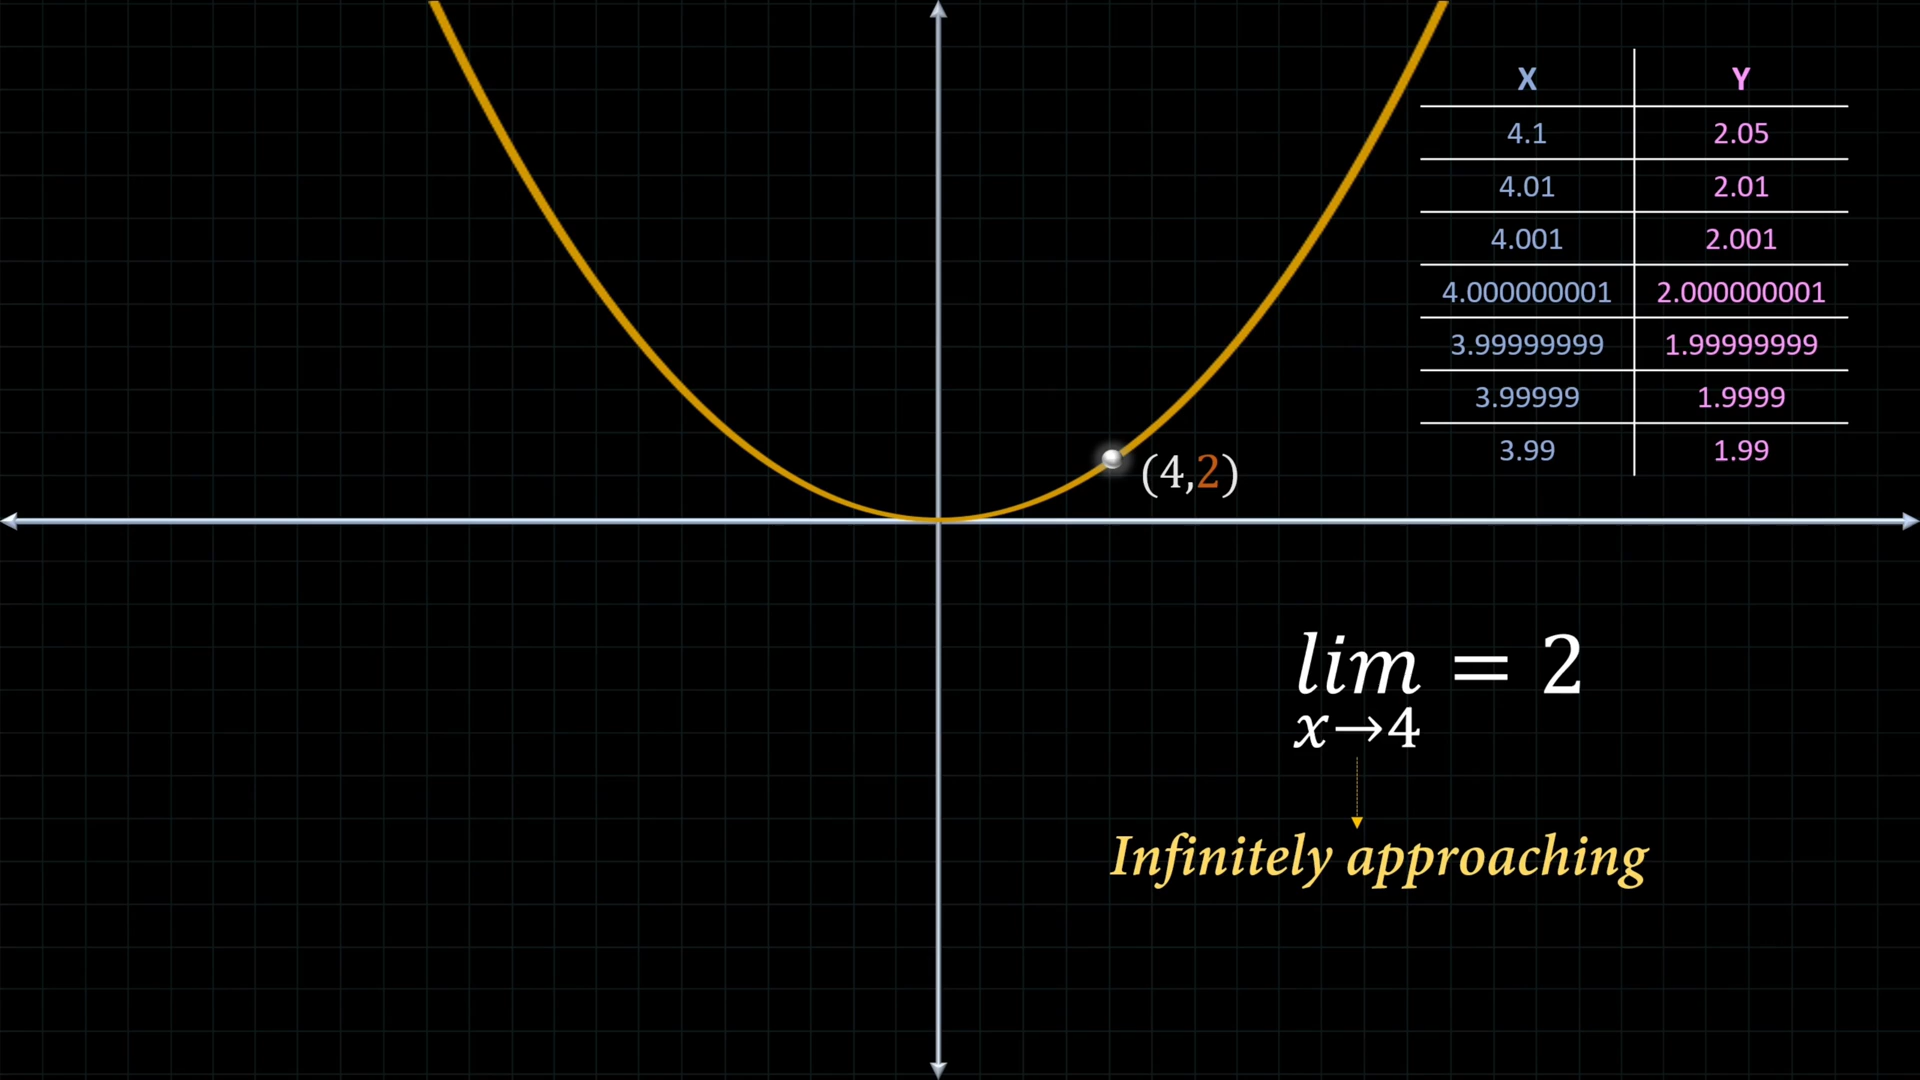 X Y
4.1 2.05
4.01 2.01
4.001 2.001
4.000000001 2.000000001
3.99999999 1.99999999
3.99999 1.9999
3.99 1.99
(4,2)
lim = 2
x→4
Infinitely approaching